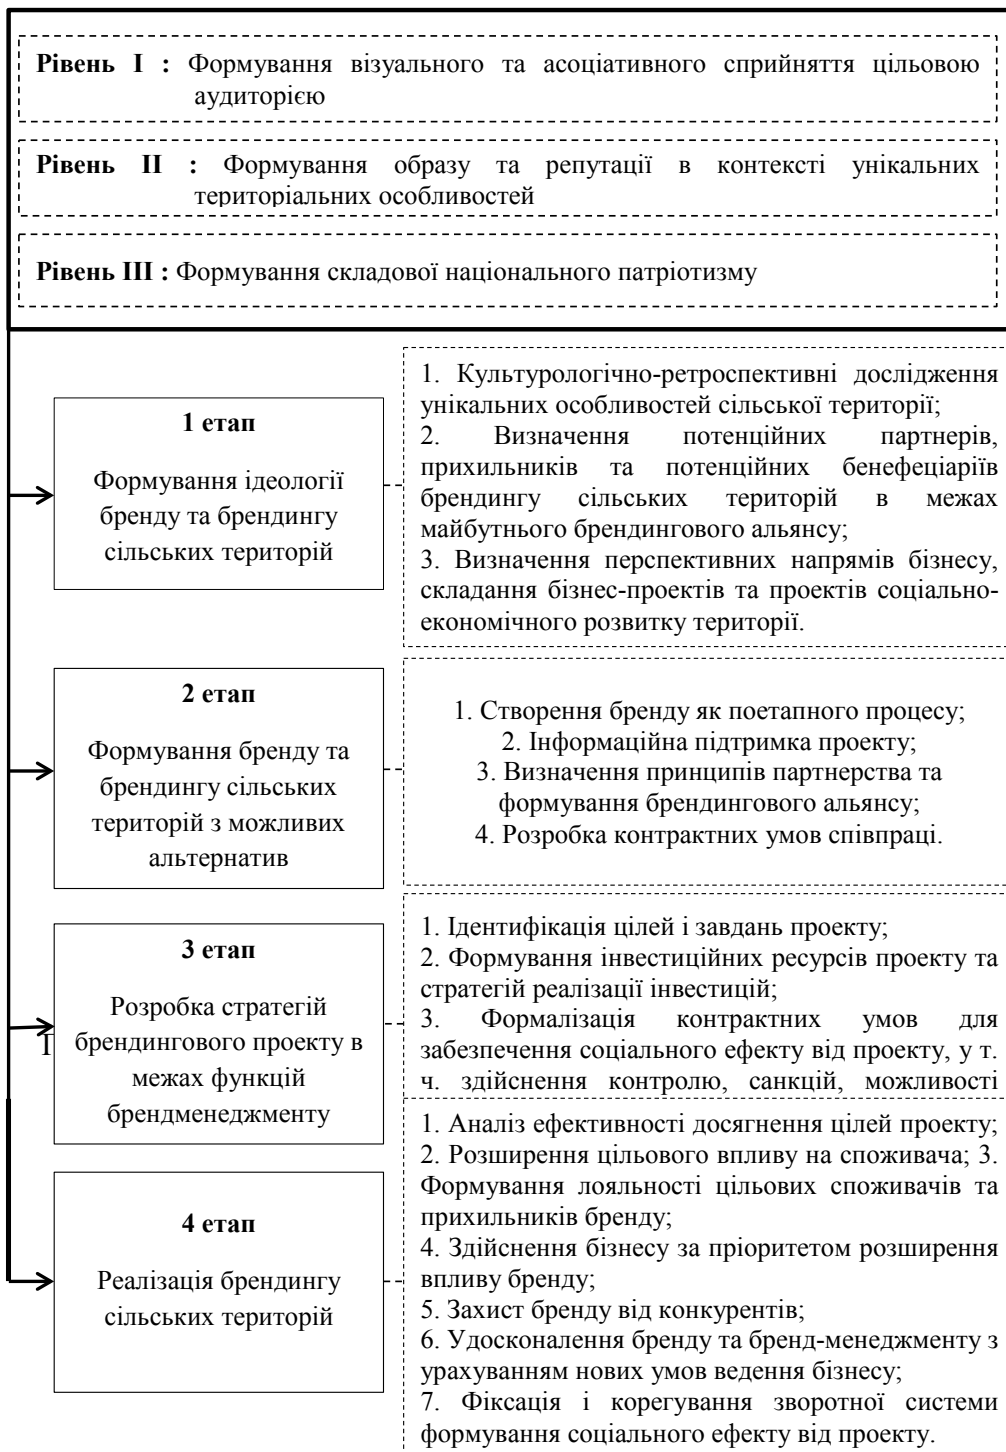 Рівень I : Формування візуального та асоціативного сприйняття цільовою
аудиторією
Рівень II : Формування образу та репутації в контексті унікальних
територіальних особливостей
Рівень III : Формування складової національного патріотизму
1 етап
Формування ідеології
бренду та брендингу
сільських територій
1. Культурологічно-ретроспективні дослідження
унікальних особливостей сільської території;
2. Визначення потенційних партнерів,
прихильників та потенційних бенефеціаріїв
брендингу сільських територій в межах
майбутнього брендингового альянсу;
3. Визначення перспективних напрямів бізнесу,
складання бізнес-проектів та проектів соціально-
економічного розвитку території.
2 етап
Формування бренду та
брендингу сільських
територій з можливих
альтернатив
1. Створення бренду як поетапного процесу;
2. Інформаційна підтримка проекту;
3. Визначення принципів партнерства та
формування брендингового альянсу;
4. Розробка контрактних умов співпраці.
3 етап
Розробка стратегій
брендингового проекту в
межах функцій
брендменеджменту
1. Ідентифікація цілей і завдань проекту;
2. Формування інвестиційних ресурсів проекту та
стратегій реалізації інвестицій;
3. Формалізація контрактних умов для
забезпечення соціального ефекту від проекту, у т.
ч. здійснення контролю, санкцій, можливості
4 етап
Реалізація брендингу
сільських територій
1. Аналіз ефективності досягнення цілей проекту;
2. Розширення цільового впливу на споживача; 3.
Формування лояльності цільових споживачів та
прихильників бренду;
4. Здійснення бізнесу за пріоритетом розширення
впливу бренду;
5. Захист бренду від конкурентів;
6. Удосконалення бренду та бренд-менеджменту з
урахуванням нових умов ведення бізнесу;
7. Фіксація і корегування зворотної системи
формування соціального ефекту від проекту.